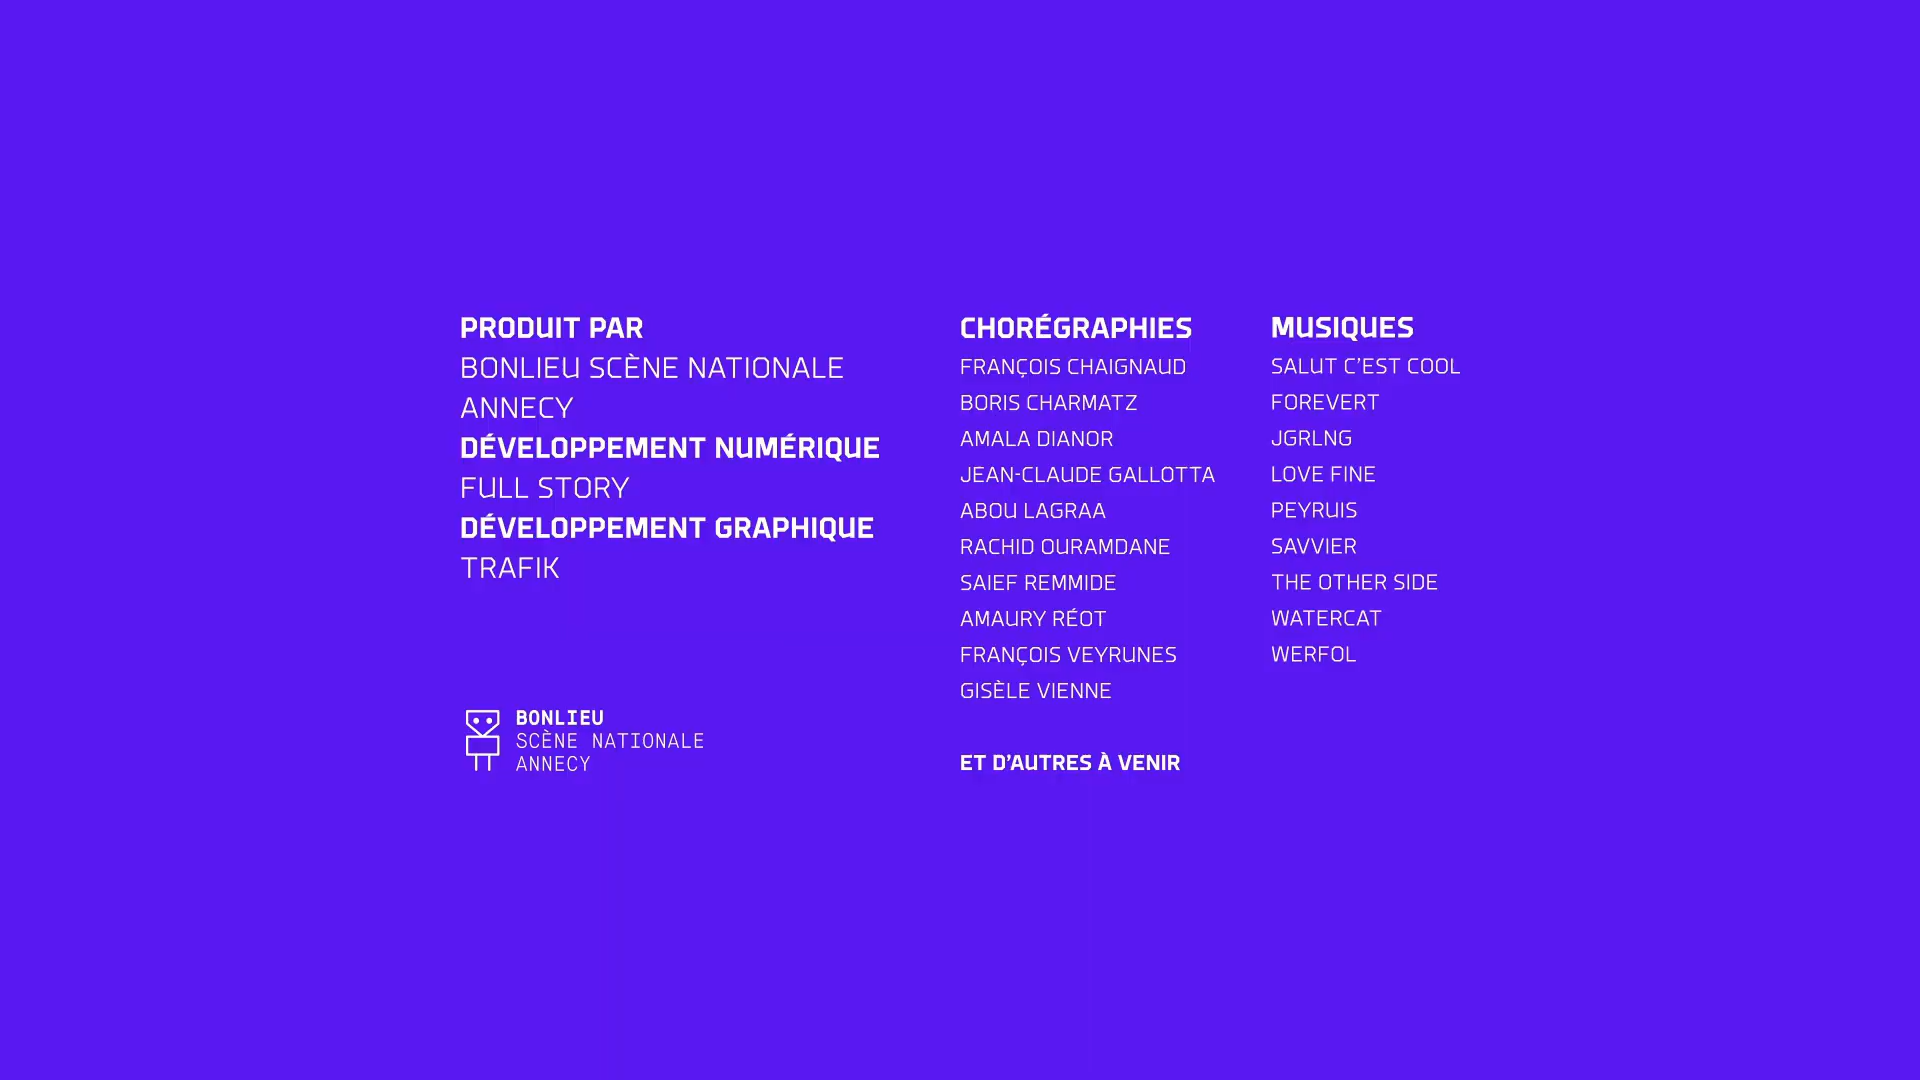 PRODUIT PAR
BONLIEU SCÈNE NATIONALE
ANNECY
DÉVELOPPEMENT NUMÉRIQUE
FULL STORY
DÉVELOPPEMENT GRAPHIQUE
TRAFIK
BONLIEU
SCÈNE NATIONALE
ANNECY
CHORÉGRAPHIES
FRANÇOIS CHAIGNAUD
BORIS CHARMATZ
AMALA DIANOR
JEAN-CLAUDE GALLOTTA
ABOU LAGRAA
RACHID OURAMDANE
SAIEF REMMIDE
AMAURY RÉOT
FRANÇOIS VEYRUNES
GISÈLE VIENNE
ET D’AUTRES À VENIR
MUSIQUES
SALUT C’EST COOL
FOREVERT
JGRLNG
LOVE FINE
PEYRUIS
SAVVIER
THE OTHER SIDE
WATERCAT
WERFOL